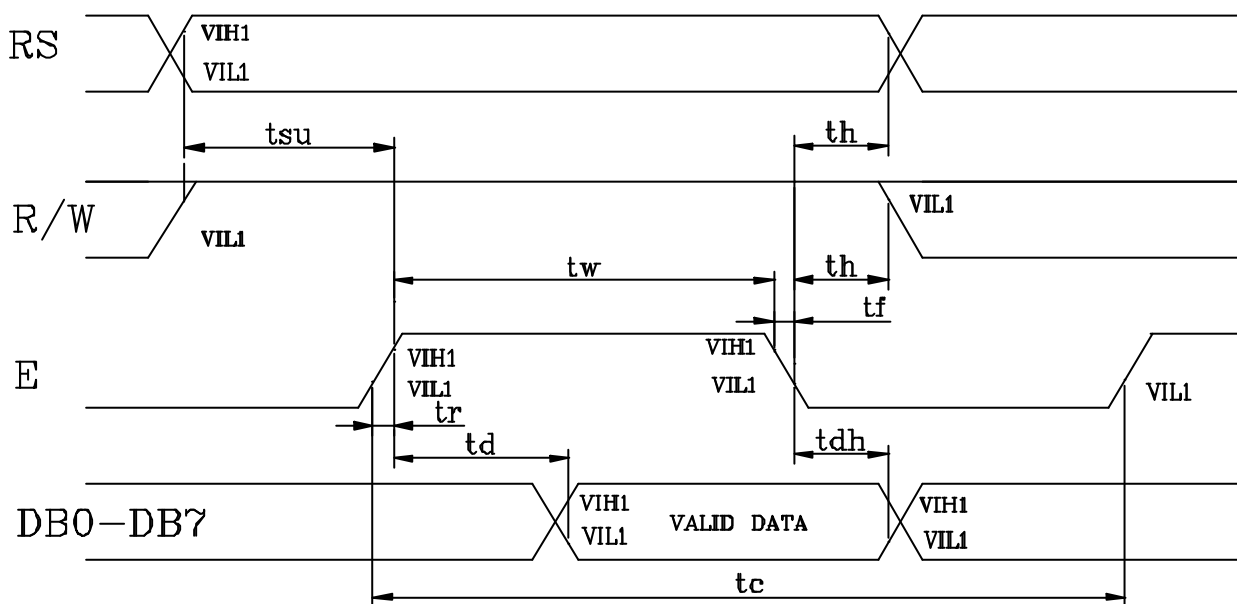 RS
VIH1
VIL1
tsu
th
R/W
VIL1
VIL1
tw
th
tf
E
VIH1
VIL1
VIH1
VIL1
VIL1
tr
td
tdh
DB0-DB7
VIH1
VIL1
VALID DATA
VIH1
VIL1
tc